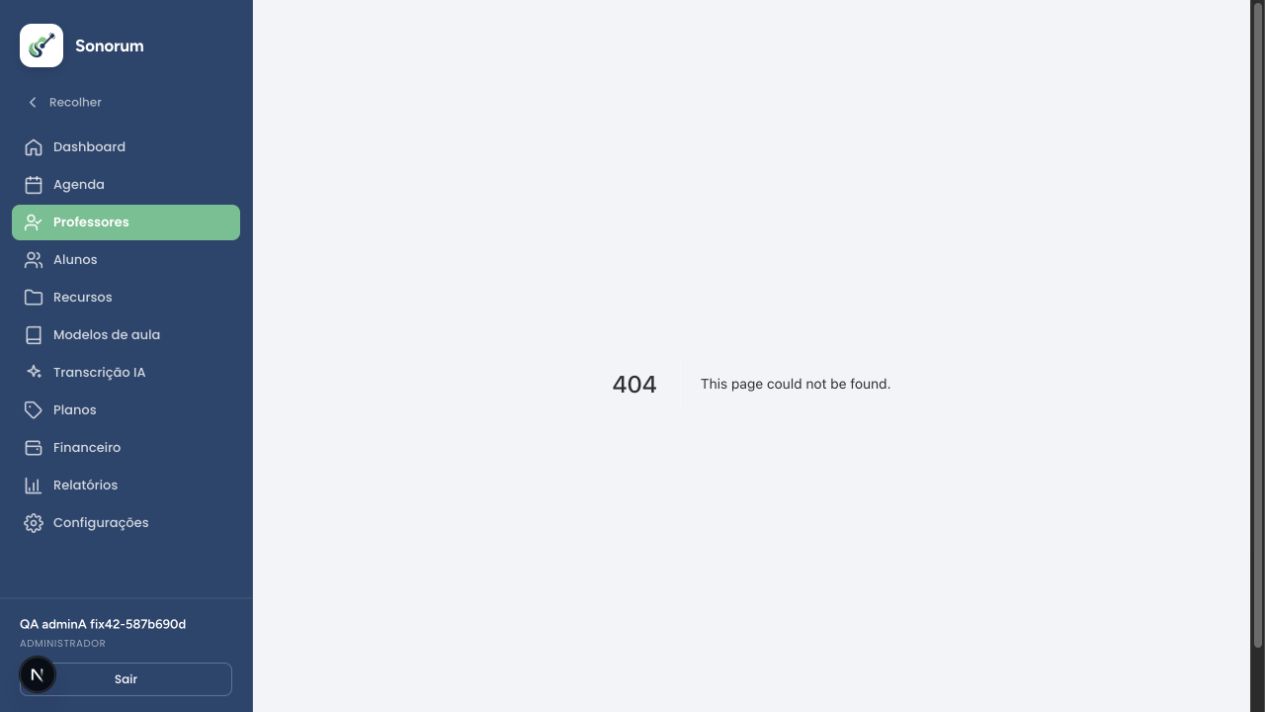 Sonorum
Recolher
Dashboard
Agenda
Professores
Alunos
Recursos
Modelos de aula
Transcrição IA
Planos
Financeiro
Relatórios
Configurações
QA adminA fix42-587b690d
ADMINISTRADOR
N
Sair
404
This page could not be found.